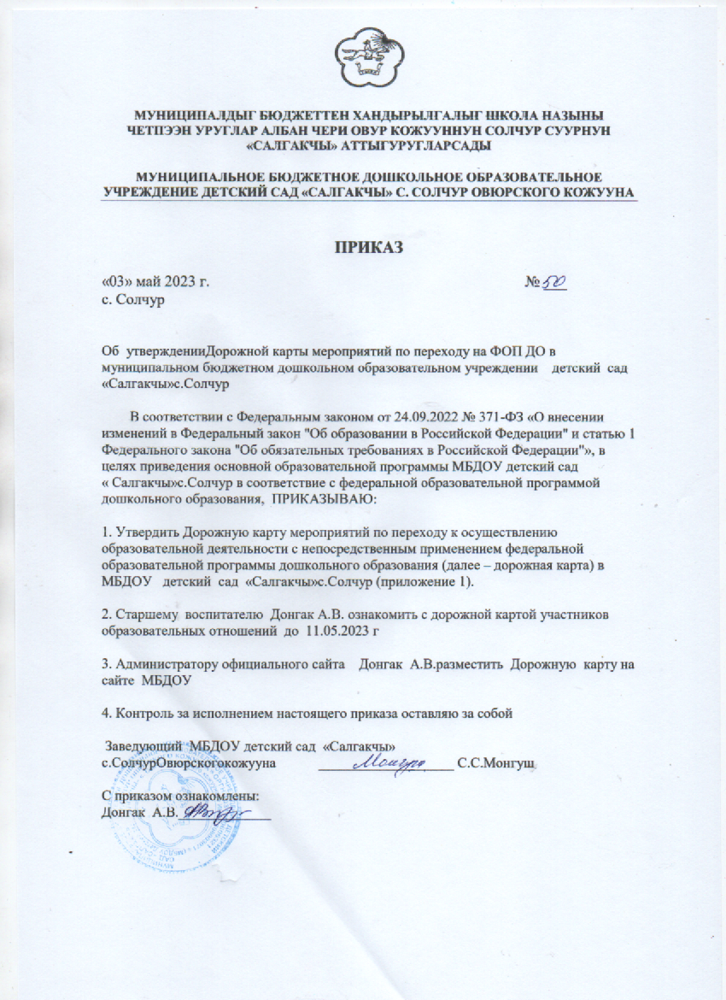 МУНИЦИПАЛДЫГ БЮДЖЕТТЕН ХАНДЫРЫЛГАЛЫГ ШКОЛА НАЗЫНЫ
ЧЕТПЭЭН УРУГЛАР АЛБАН ЧЕРИ ОВУР КОЖУУННУН СОЛЧУР СУУРНУН
«САЛГАКЧЫ» АТТЫГУРУГЛАРСАДЫ
МУНИЦИПАЛЬНОЕ БЮДЖЕТНОЕ ДОШКОЛЬНОЕ ОБРАЗОВАТЕЛЬНОЕ
УЧРЕЖДЕНИЕ ДЕТСКИЙ САД «САЛГАКЧЫ» С. СОЛЧУР ОВЮРСКОГО КОЖУУНА
ПРИКАЗ
«03» май 2023 г. № 50
с. Солчур
Об утвержденииДорожной карты мероприятий по переходу на ФОП ДО в
муниципальном бюджетном дошкольном образовательном учреждении детский сад
«Салгакчы»с.Солчур
В соответствии с Федеральным законом от 24.09.2022 № 371-ФЗ «О внесении
изменений в Федеральный закон "Об образовании в Российской Федерации" и статью 1
Федерального закона "Об обязательных требованиях в Российской Федерации"», в
целях приведения основной образовательной программы МБДОУ детский сад
« Салгакчы»с.Солчур в соответствие с федеральной образовательной программой
дошкольного образования, ПРИКАЗЫВАЮ:
1. Утвердить Дорожную карту мероприятий по переходу к осуществлению
образовательной деятельности с непосредственным применением федеральной
образовательной программы дошкольного образования (далее – дорожная карта) в
МБДОУ детский сад «Салгакчы»с.Солчур (приложение 1).
2. Старшему воспитателю Донгак А.В. ознакомить с дорожной картой участников
образовательных отношений до 11.05.2023 г
3. Администратору официального сайта Донгак А.В.разместить Дорожную карту на
сайте МБДОУ
4. Контроль за исполнением настоящего приказа оставляю за собой
Заведующий МБДОУ детский сад «Салгакчы»
с.СолчурОвюрскогокожууна С.С.Монгуш
С приказом ознакомлены:
Донгак А.В.